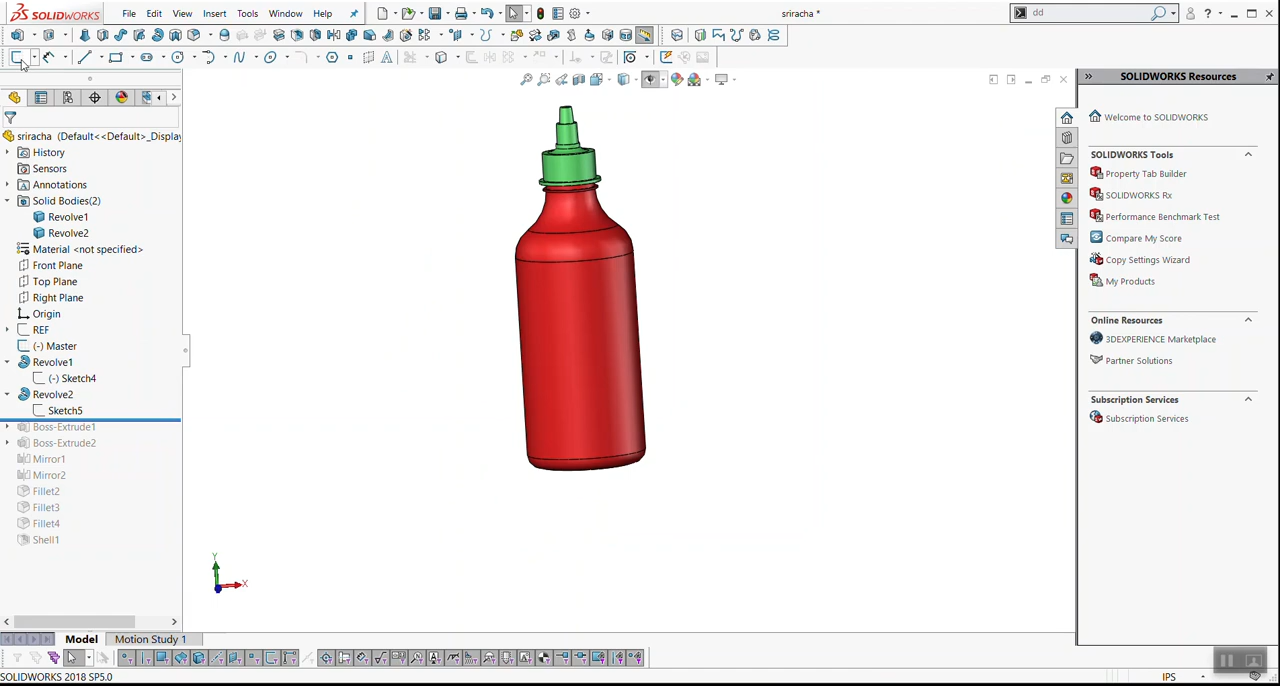 SOLIDWORKS
File Edit View Insert Tools Window Help
sriracha *
dd
SOLIDWORKS Resources
sriracha (Default<<Default>_Display
History
Sensors
Annotations
Solid Bodies(2)
Revolve1
Revolve2
Material <not specified>
Front Plane
Top Plane
Right Plane
Origin
REF
(-) Master
Revolve1
(-) Sketch4
Revolve2
Sketch5
Boss-Extrude1
Boss-Extrude2
Mirror1
Mirror2
Fillet2
Fillet3
Fillet4
Shell1
Y
X
Welcome to SOLIDWORKS
SOLIDWORKS Tools
Property Tab Builder
SOLIDWORKS Rx
Performance Benchmark Test
Compare My Score
Copy Settings Wizard
My Products
Online Resources
3DEXPERIENCE Marketplace
Partner Solutions
Subscription Services
Subscription Services
Model Motion Study 1
SOLIDWORKS 2018 SP5.0
IPS